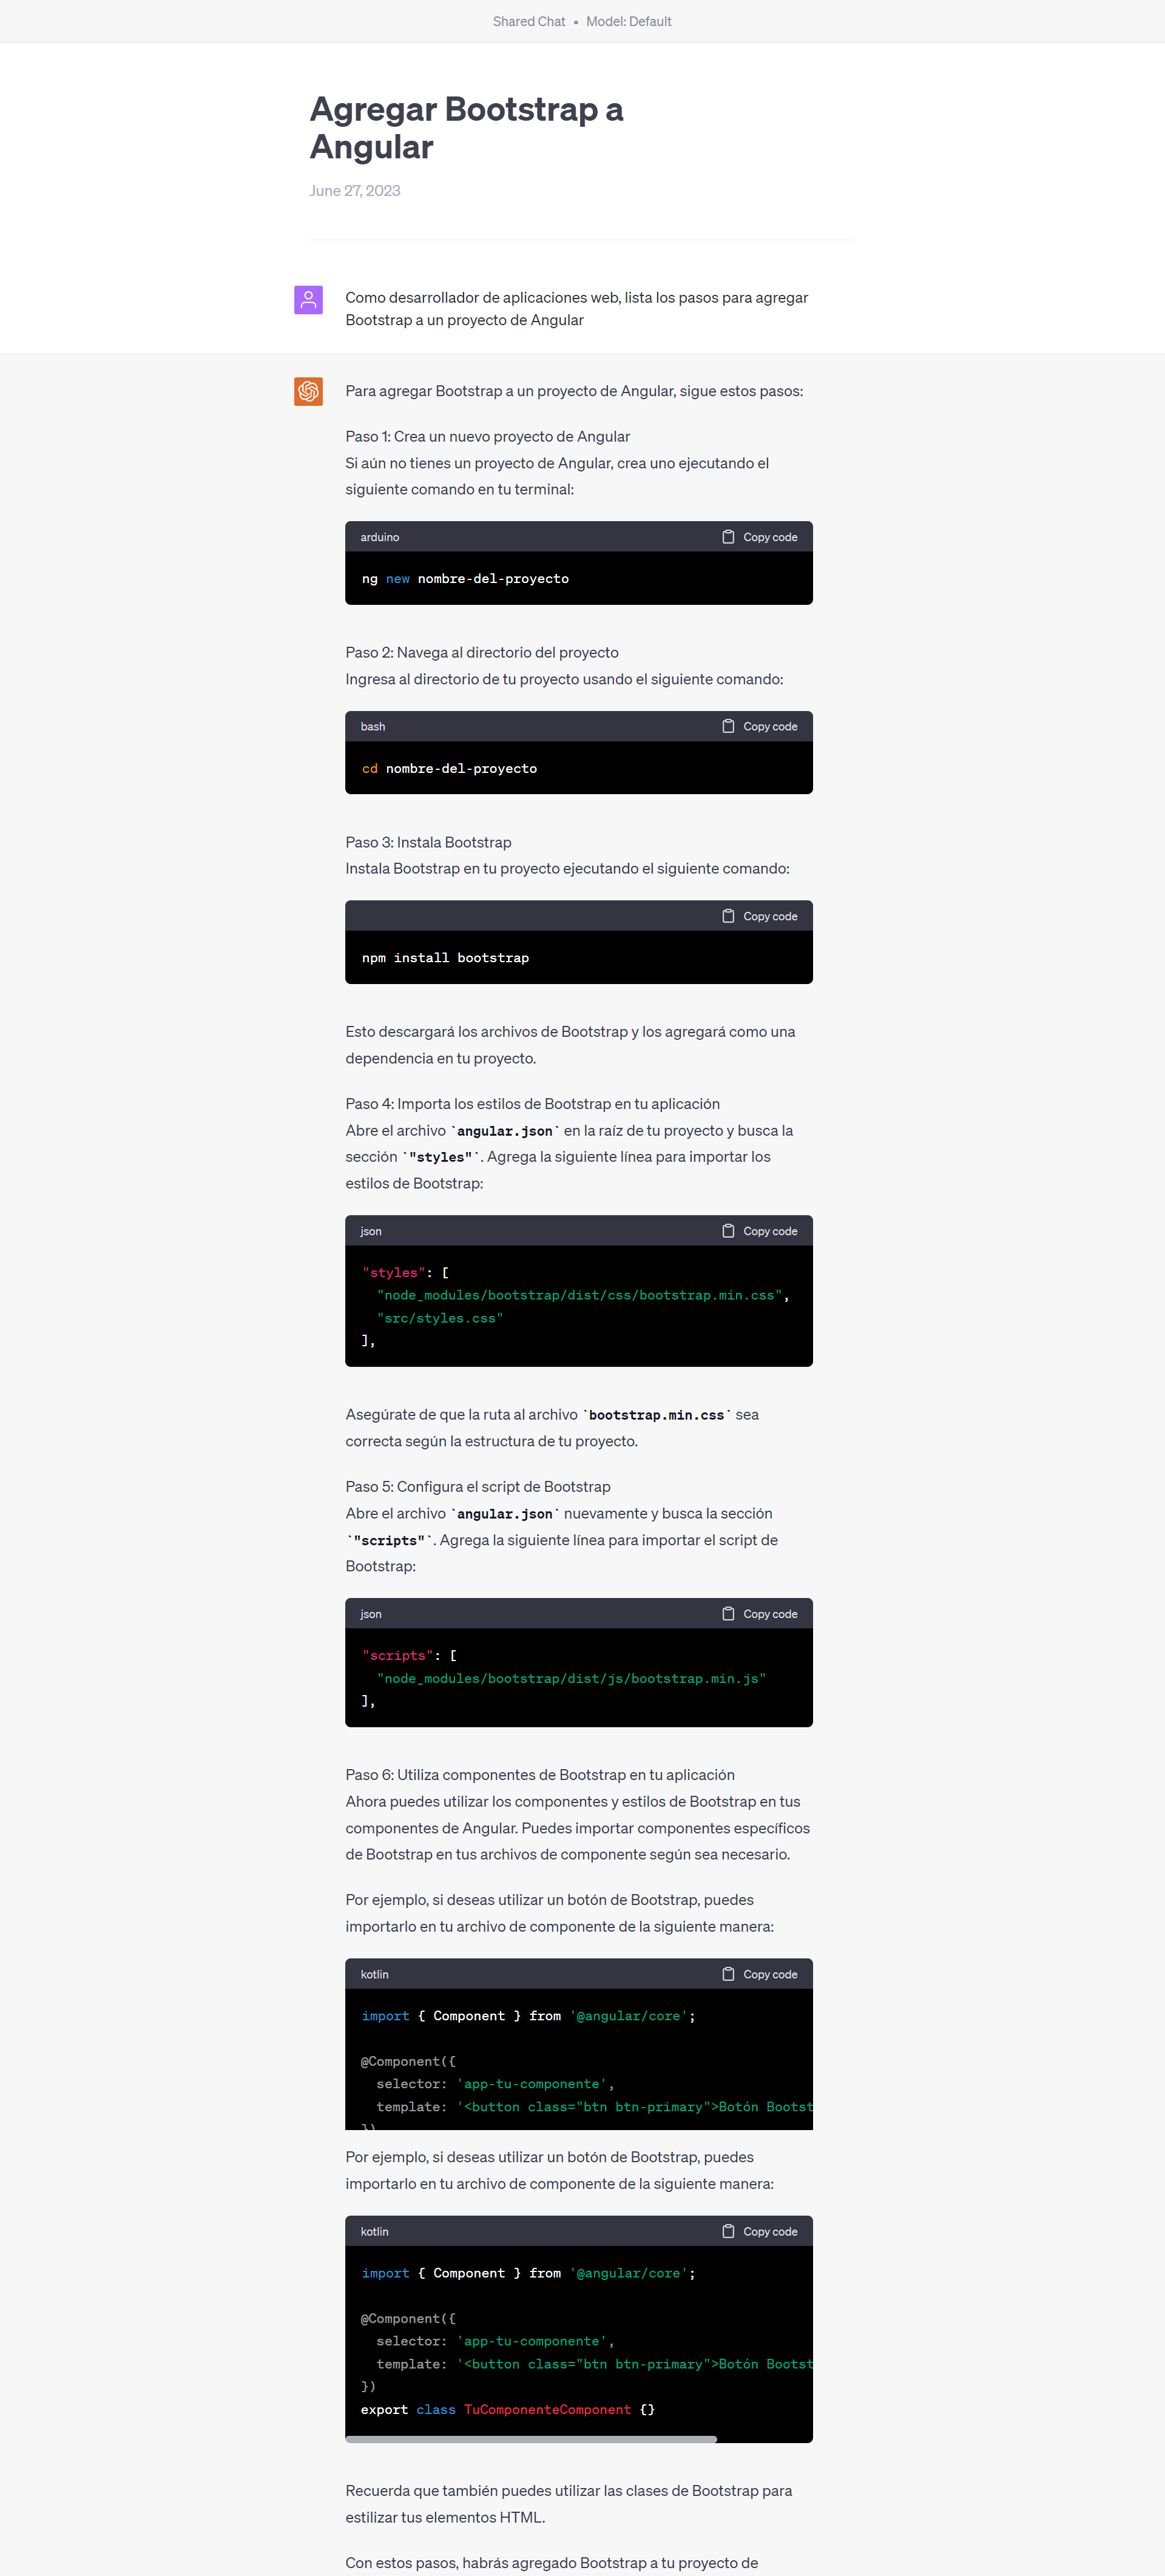 Shared Chat • Model: Default
Agregar Bootstrap a
Angular
June 27, 2023
Como desarrollador de aplicaciones web, lista los pasos para agregar
Bootstrap a un proyecto de Angular
Para agregar Bootstrap a un proyecto de Angular, sigue estos pasos:
Paso 1: Crea un nuevo proyecto de Angular
Si aún no tienes un proyecto de Angular, crea uno ejecutando el
siguiente comando en tu terminal:
arduino Copy code
ng new nombre-del-proyecto
Paso 2: Navega al directorio del proyecto
Ingresa al directorio de tu proyecto usando el siguiente comando:
bash Copy code
cd nombre-del-proyecto
Paso 3: Instala Bootstrap
Instala Bootstrap en tu proyecto ejecutando el siguiente comando:
Copy code
npm install bootstrap
Esto descargará los archivos de Bootstrap y los agregará como una
dependencia en tu proyecto.
Paso 4: Importa los estilos de Bootstrap en tu aplicación
Abre el archivo `angular.json` en la raíz de tu proyecto y busca la
sección `"styles"`. Agrega la siguiente línea para importar los
estilos de Bootstrap:
json Copy code
"styles": [
  "node_modules/bootstrap/dist/css/bootstrap.min.css",
  "src/styles.css"
],
Asegúrate de que la ruta al archivo `bootstrap.min.css` sea
correcta según la estructura de tu proyecto.
Paso 5: Configura el script de Bootstrap
Abre el archivo `angular.json` nuevamente y busca la sección
`"scripts"`. Agrega la siguiente línea para importar el script de
Bootstrap:
json Copy code
"scripts": [
  "node_modules/bootstrap/dist/js/bootstrap.min.js"
],
Paso 6: Utiliza componentes de Bootstrap en tu aplicación
Ahora puedes utilizar los componentes y estilos de Bootstrap en tus
componentes de Angular. Puedes importar componentes específicos
de Bootstrap en tus archivos de componente según sea necesario.
Por ejemplo, si deseas utilizar un botón de Bootstrap, puedes
importarlo en tu archivo de componente de la siguiente manera:
kotlin Copy code
import { Component } from '@angular/core';
@Component({
  selector: 'app-tu-componente',
  template: '<button class="btn btn-primary">Botón Bootst
})
Por ejemplo, si deseas utilizar un botón de Bootstrap, puedes
importarlo en tu archivo de componente de la siguiente manera:
kotlin Copy code
import { Component } from '@angular/core';
@Component({
  selector: 'app-tu-componente',
  template: '<button class="btn btn-primary">Botón Bootst
})
export class TuComponenteComponent {}
Recuerda que también puedes utilizar las clases de Bootstrap para
estilizar tus elementos HTML.
Con estos pasos, habrás agregado Bootstrap a tu proyecto de